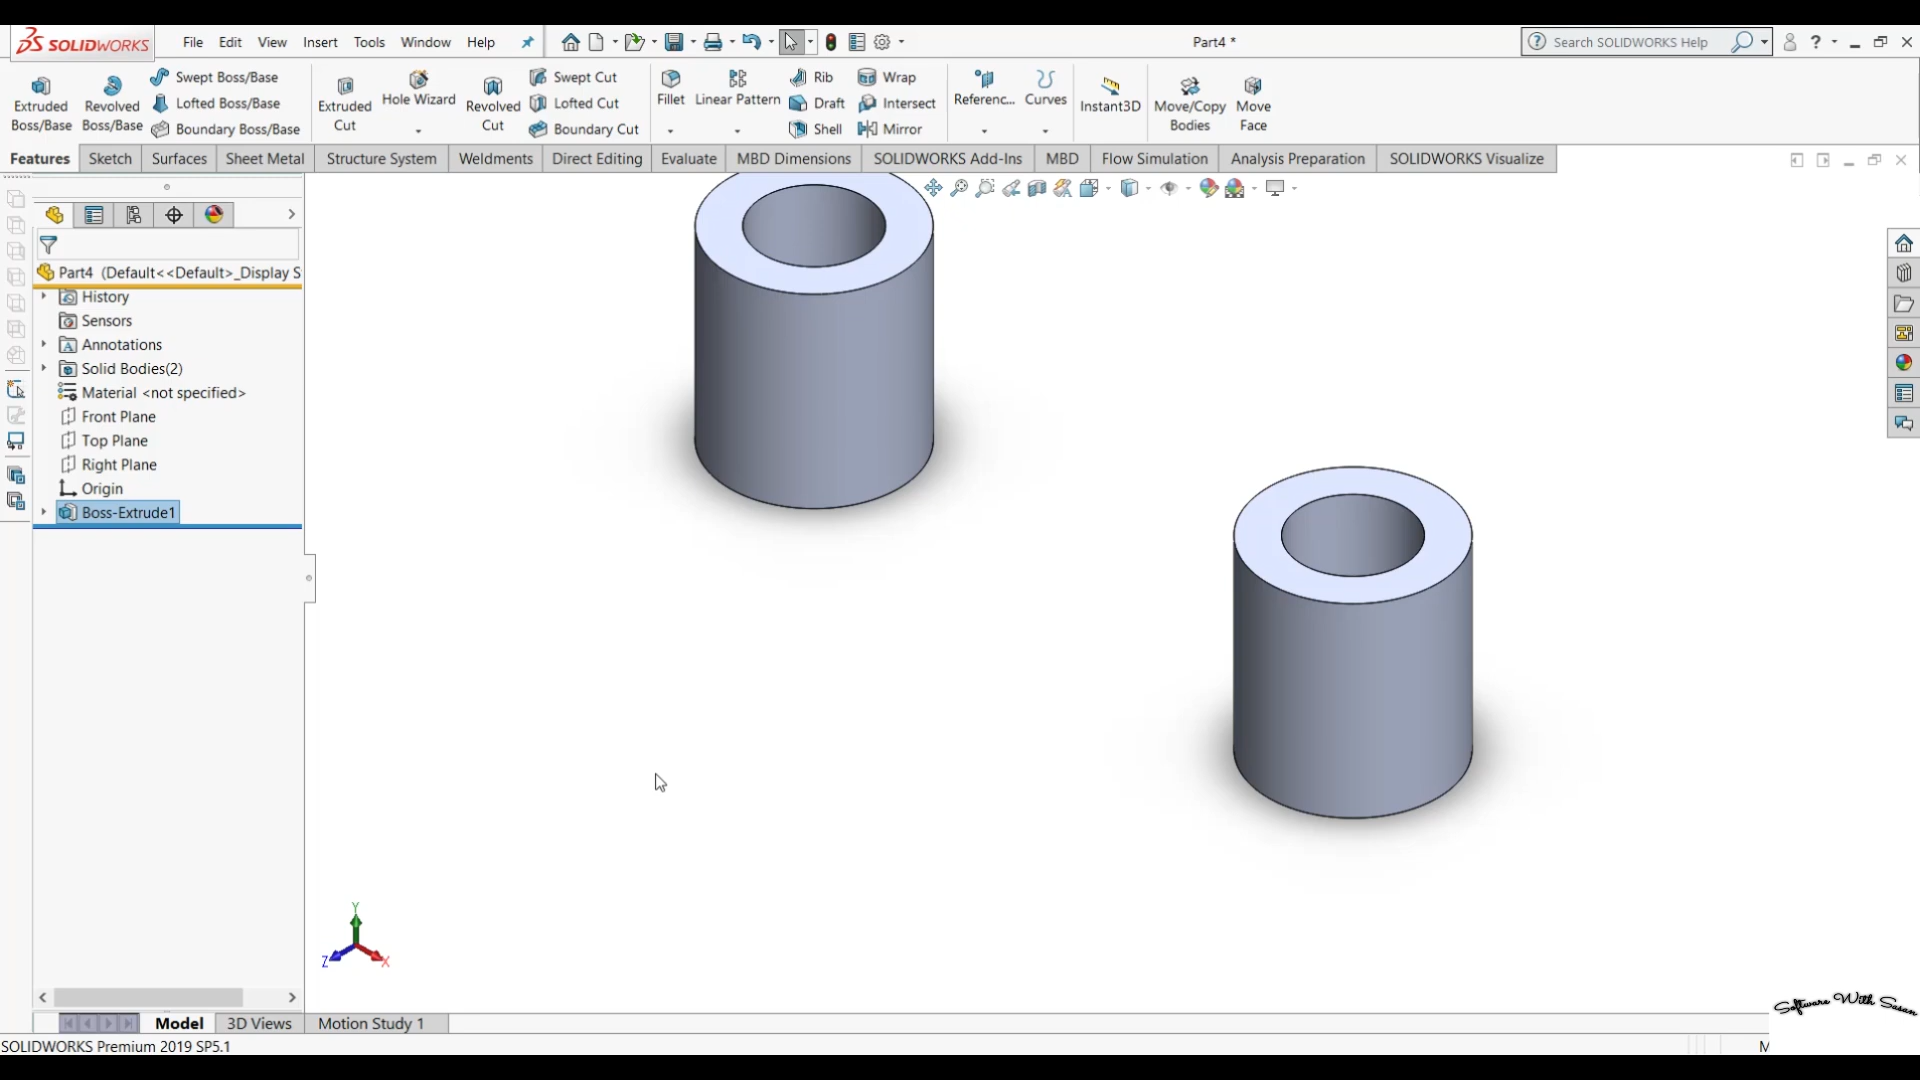 SOLIDWORKS File Edit View Insert Tools Window Help Part4 * Search SOLIDWORKS Help ?
Extruded Boss/Base
Revolved Boss/Base
Swept Boss/Base
Lofted Boss/Base
Boundary Boss/Base
Extruded Cut
Hole Wizard
Revolved Cut
Swept Cut
Lofted Cut
Boundary Cut
Fillet
Linear Pattern
Rib
Draft
Shell
Wrap
Intersect
Mirror
Referenc...
Curves
Instant3D
Move/Copy Bodies
Move Face
Features Sketch Surfaces Sheet Metal Structure System Weldments Direct Editing Evaluate MBD Dimensions SOLIDWORKS Add-Ins MBD Flow Simulation Analysis Preparation SOLIDWORKS Visualize
Part4 (Default<<Default>_Display S
History
Sensors
Annotations
Solid Bodies(2)
Material <not specified>
Front Plane
Top Plane
Right Plane
Origin
Boss-Extrude1
Y
Z X
Model 3D Views Motion Study 1
Software With Sasan
SOLIDWORKS Premium 2019 SP5.1 M